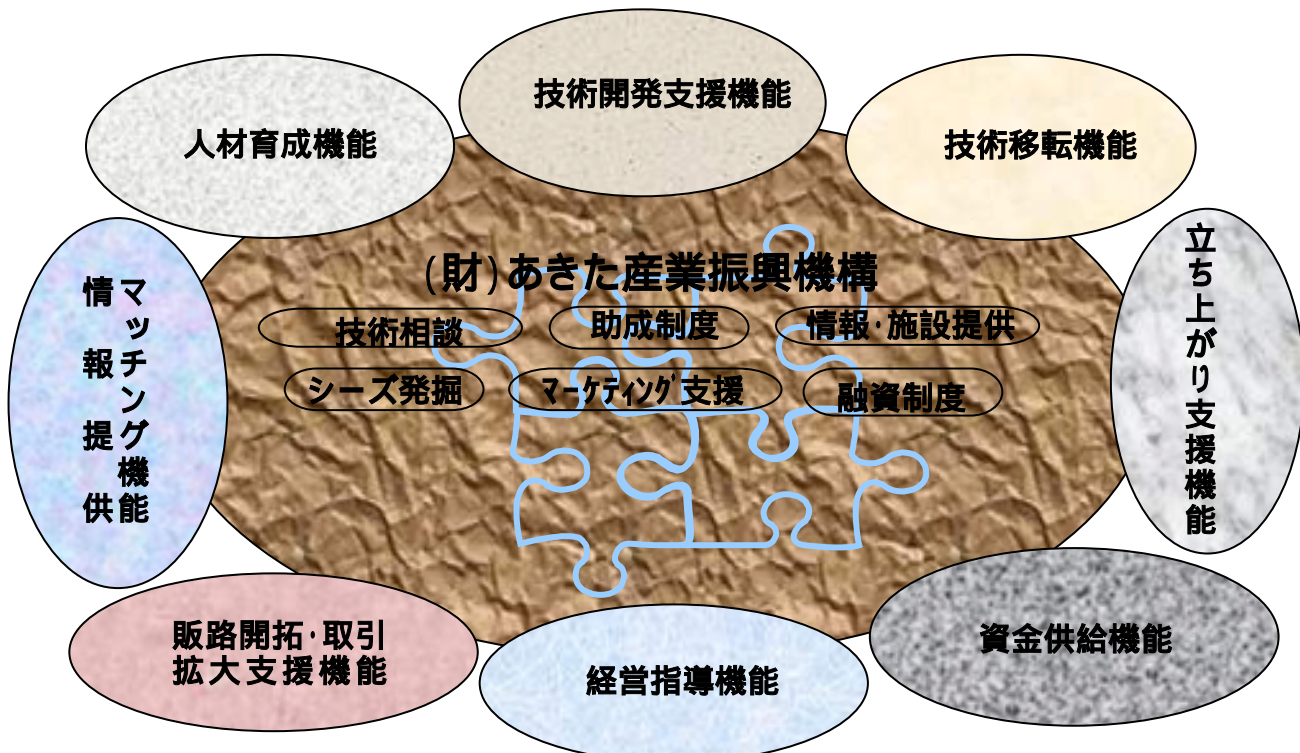 技術開発支援機能
人材育成機能
技術移転機能
(財)あきた産業振興機構
技術相談
助成制度
情報・施設提供
シーズ発掘
マーケティング支援
融資制度
マッチング機能
情報提供
立ち上がり支援機能
販路開拓・取引
拡大支援機能
経営指導機能
資金供給機能